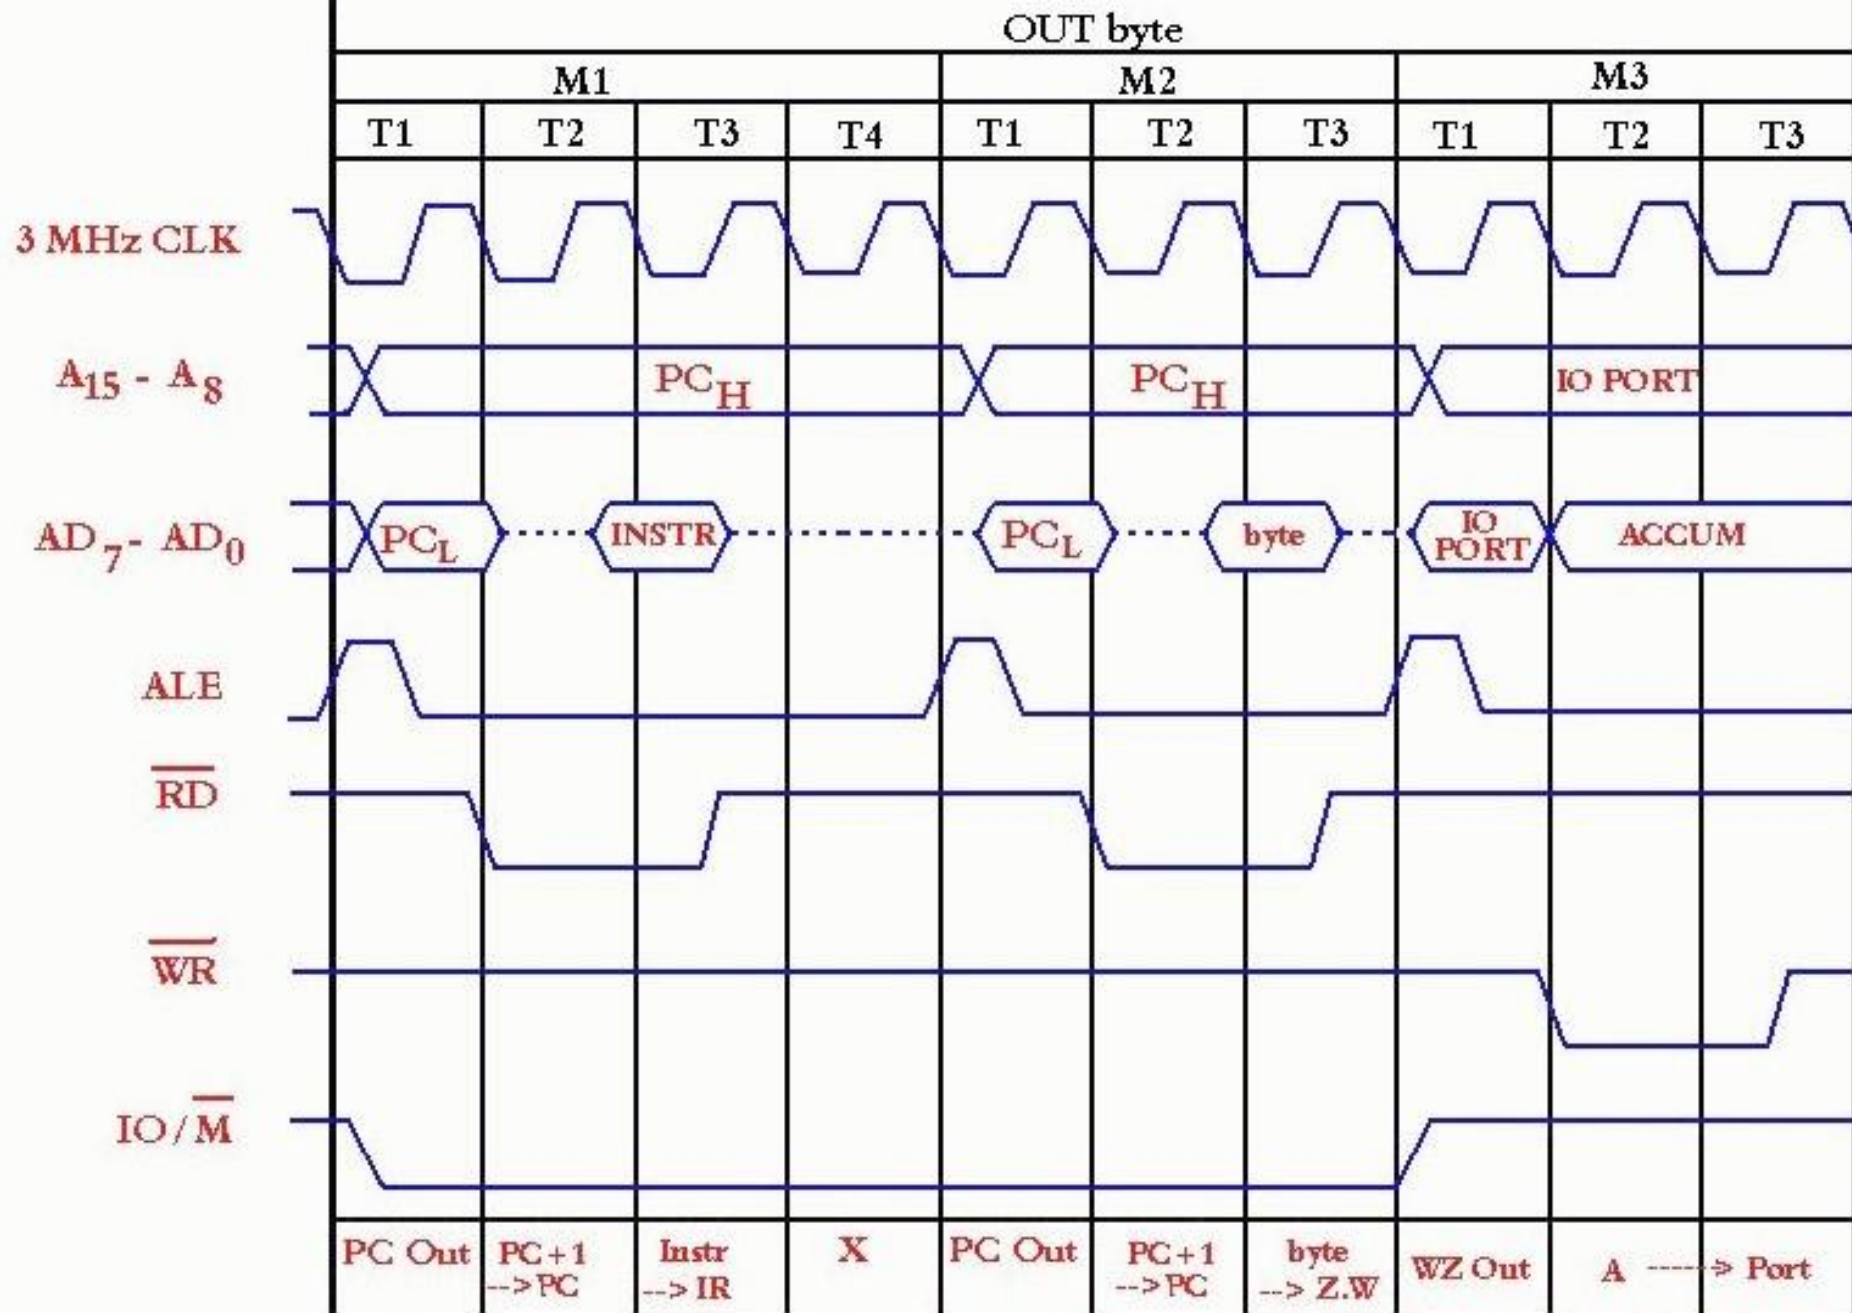 OUT byte
M1 M2 M3
T1 T2 T3 T4 T1 T2 T3 T1 T2 T3
3 MHz CLK
A15 - A8 PCH PCH IO PORT
AD7 - AD0 PCL INSTR PCL byte IO PORT ACCUM
ALE
RD
WR
IO/M
PC Out PC+1 Instr X PC Out PC+1 byte WZ Out A -----> Port
-->PC --> IR -->PC --> Z.W